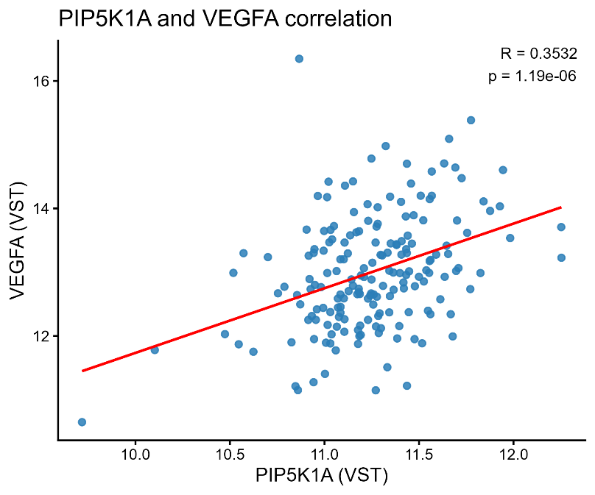 PIP5K1A and VEGFA correlation
R = 0.3532
p = 1.19e-06
16
14
12
VEGFA (VST)
10.0 10.5 11.0 11.5 12.0
PIP5K1A (VST)